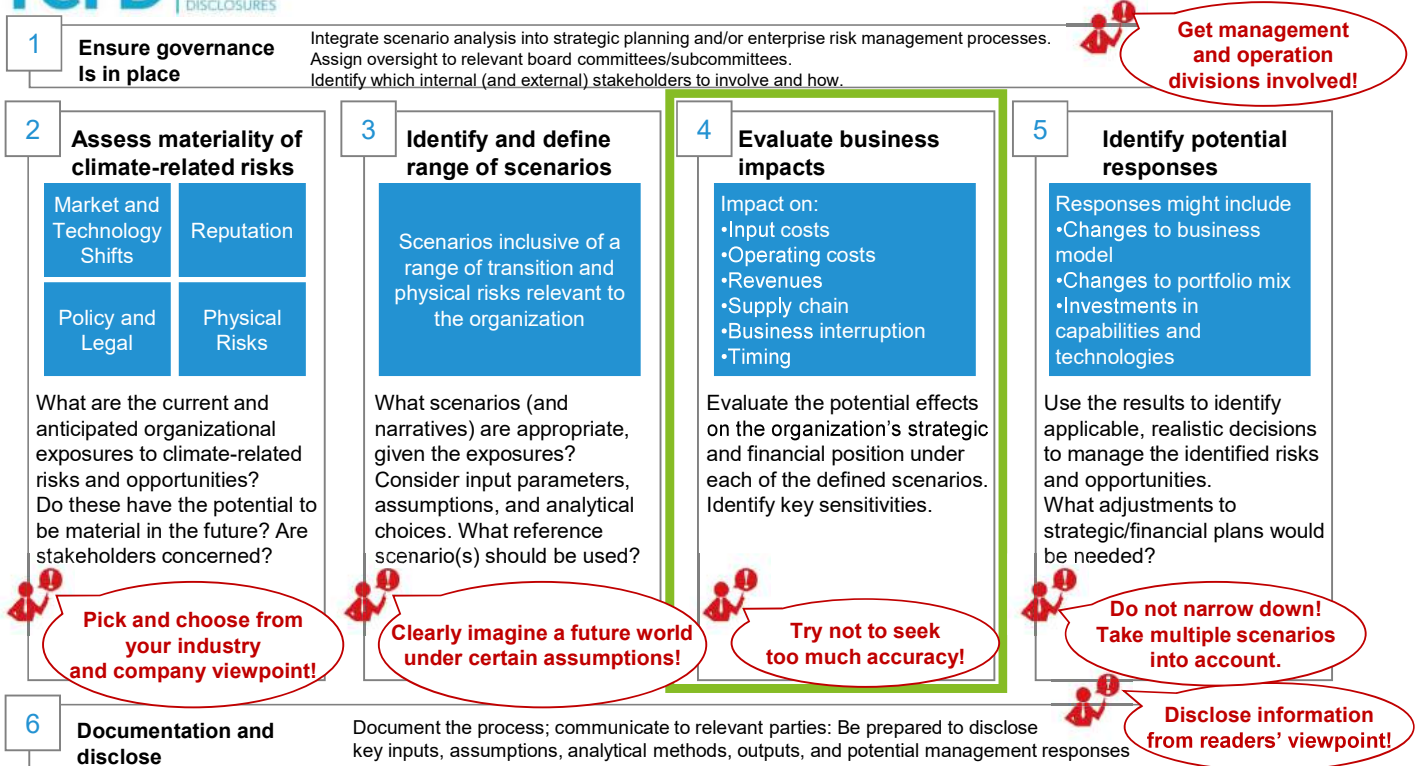 DISCLOSURES
1
Ensure governance
Is in place
Integrate scenario analysis into strategic planning and/or enterprise risk management processes.
Assign oversight to relevant board committees/subcommittees.
Identify which internal (and external) stakeholders to involve and how.
Get management
and operation
divisions involved!
2
Assess materiality of
climate-related risks
Market and
Technology
Shifts
Reputation
Policy and
Legal
Physical
Risks
What are the current and
anticipated organizational
exposures to climate-related
risks and opportunities?
Do these have the potential to
be material in the future? Are
stakeholders concerned?
Pick and choose from
your industry
and company viewpoint!
3
Identify and define
range of scenarios
Scenarios inclusive of a
range of transition and
physical risks relevant to
the organization
What scenarios (and
narratives) are appropriate,
given the exposures?
Consider input parameters,
assumptions, and analytical
choices. What reference
scenario(s) should be used?
Clearly imagine a future world
under certain assumptions!
4
Evaluate business
impacts
Impact on:
•Input costs
•Operating costs
•Revenues
•Supply chain
•Business interruption
•Timing
Evaluate the potential effects
on the organization's strategic
and financial position under
each of the defined scenarios.
Identify key sensitivities.
Try not to seek
too much accuracy!
5
Identify potential
responses
Responses might include
•Changes to business
model
•Changes to portfolio mix
•Investments in
capabilities and
technologies
Use the results to identify
applicable, realistic decisions
to manage the identified risks
and opportunities.
What adjustments to
strategic/financial plans would
be needed?
Do not narrow down!
Take multiple scenarios
into account.
6
Documentation and
disclose
Document the process; communicate to relevant parties: Be prepared to disclose
key inputs, assumptions, analytical methods, outputs, and potential management responses
Disclose information
from readers' viewpoint!